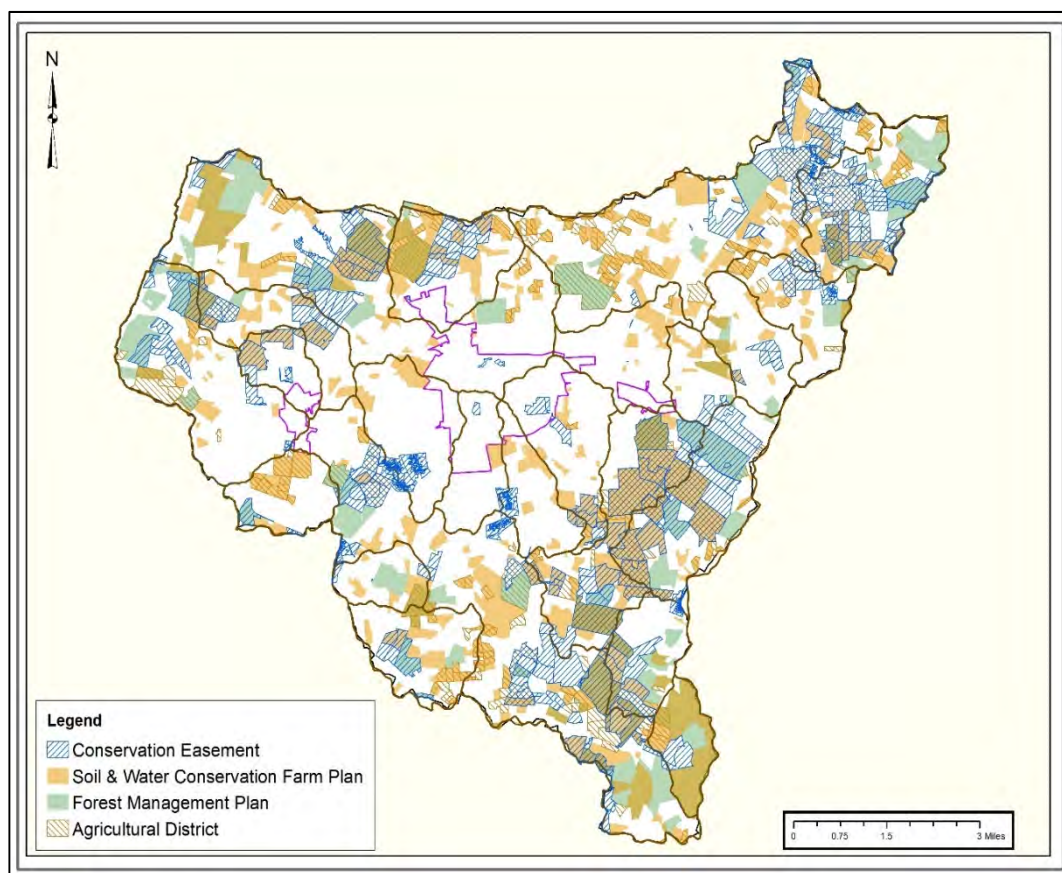 N
Legend
Conservation Easement
Soil & Water Conservation Farm Plan
Forest Management Plan
Agricultural District
0 0.75 1.5 3 Miles